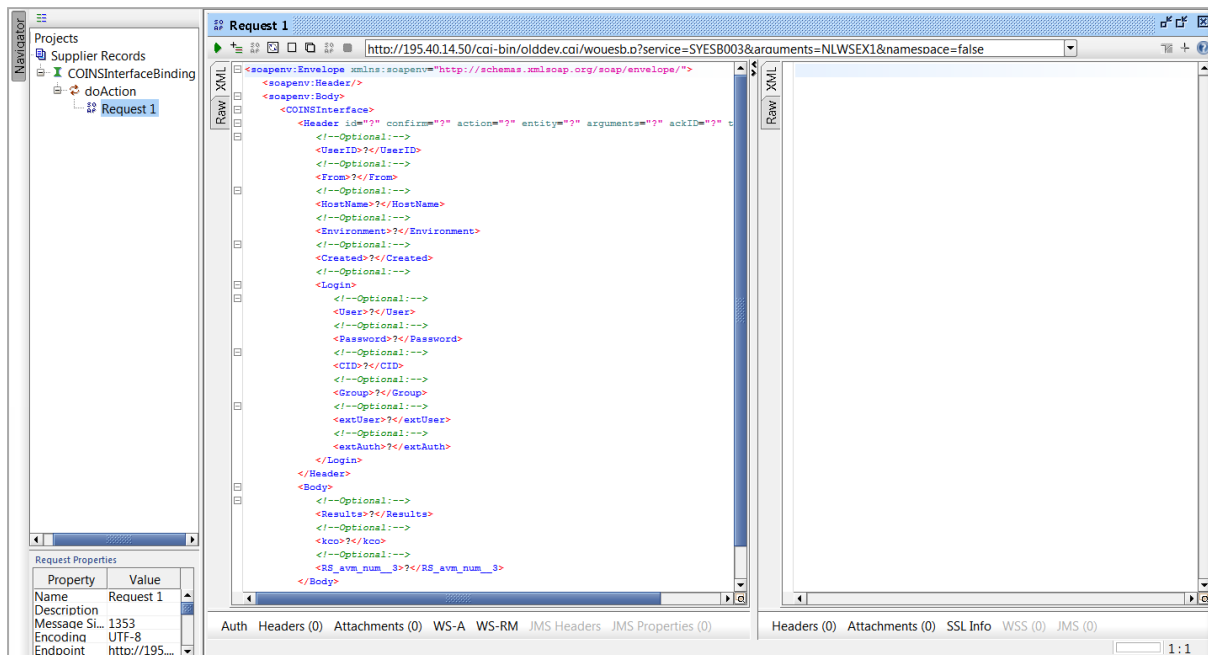 Navigator
Projects
Supplier Records
COINSInterfaceBinding
doAction
Request 1
Request Properties
Property Value
Name Request 1
Description
Message Si... 1353
Encoding UTF-8
Endpoint http://195....
Request 1
http://195.40.14.50/cgi-bin/olddev.cgi/wouesb.p?service=SYESB003&arguments=NLWSEX1&namespace=false
XML
Raw
<soapenv:Envelope xmlns:soapenv="http://schemas.xmlsoap.org/soap/envelope/">
<soapenv:Header/>
<soapenv:Body>
<COINSInterface>
<Header id="?" confirm="?" action="?" entity="?" arguments="?" ackID="?" t
<!--Optional:-->
<UserID>?</UserID>
<!--Optional:-->
<From>?</From>
<!--Optional:-->
<HostName>?</HostName>
<!--Optional:-->
<Environment>?</Environment>
<!--Optional:-->
<Created>?</Created>
<!--Optional:-->
<Login>
<!--Optional:-->
<User>?</User>
<!--Optional:-->
<Password>?</Password>
<!--Optional:-->
<CID>?</CID>
<!--Optional:-->
<Group>?</Group>
<!--Optional:-->
<extUser>?</extUser>
<!--Optional:-->
<extAuth>?</extAuth>
</Login>
</Header>
<Body>
<!--Optional:-->
<Results>?</Results>
<!--Optional:-->
<kco>?</kco>
<!--Optional:-->
<RS_avm_num__3>?</RS_avm_num__3>
</Body>
Auth Headers (0) Attachments (0) WS-A WS-RM JMS Headers JMS Properties (0)
XML
Raw
Headers (0) Attachments (0) SSL Info WSS (0) JMS (0)
1 : 1